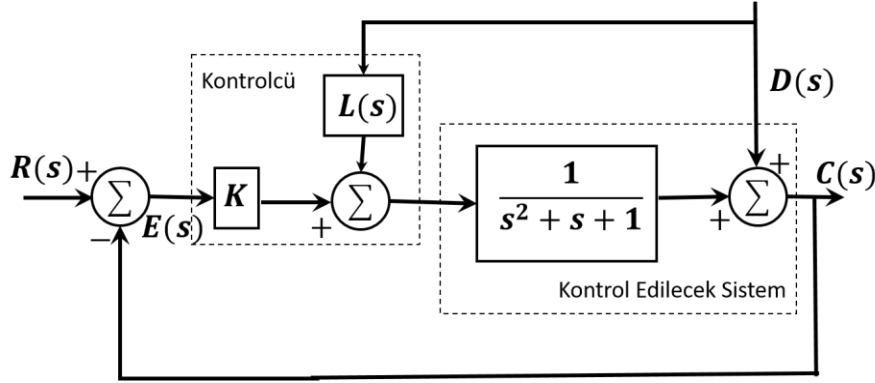 Kontrolcü
D(s)
L(s)
R(s) +
Σ
−
E(s)
K
+
Σ
1
s² + s + 1
+
+
Σ
C(s)
Kontrol Edilecek Sistem